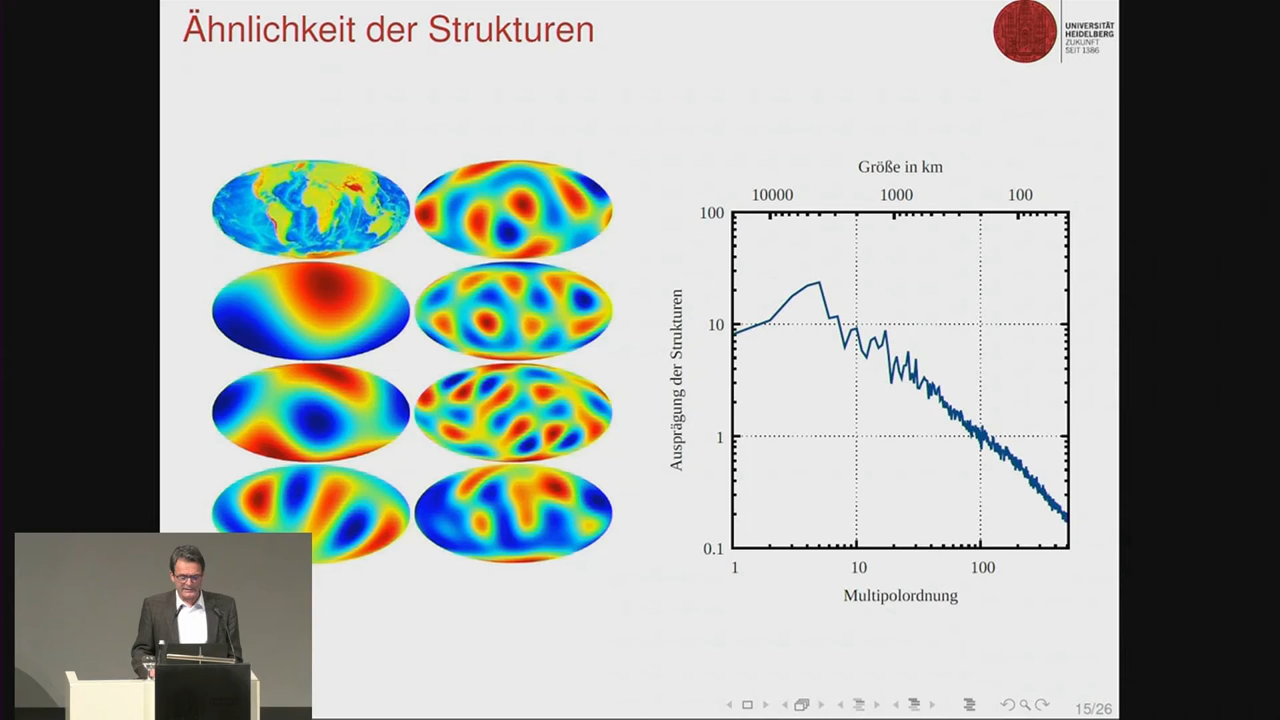 Ähnlichkeit der Strukturen
UNIVERSITÄT
HEIDELBERG
ZUKUNFT
SEIT 1386
Größe in km
10000 1000 100
100
10
1
0.1
Ausprägung der Strukturen
1 10 100
Multipolordnung
15/26